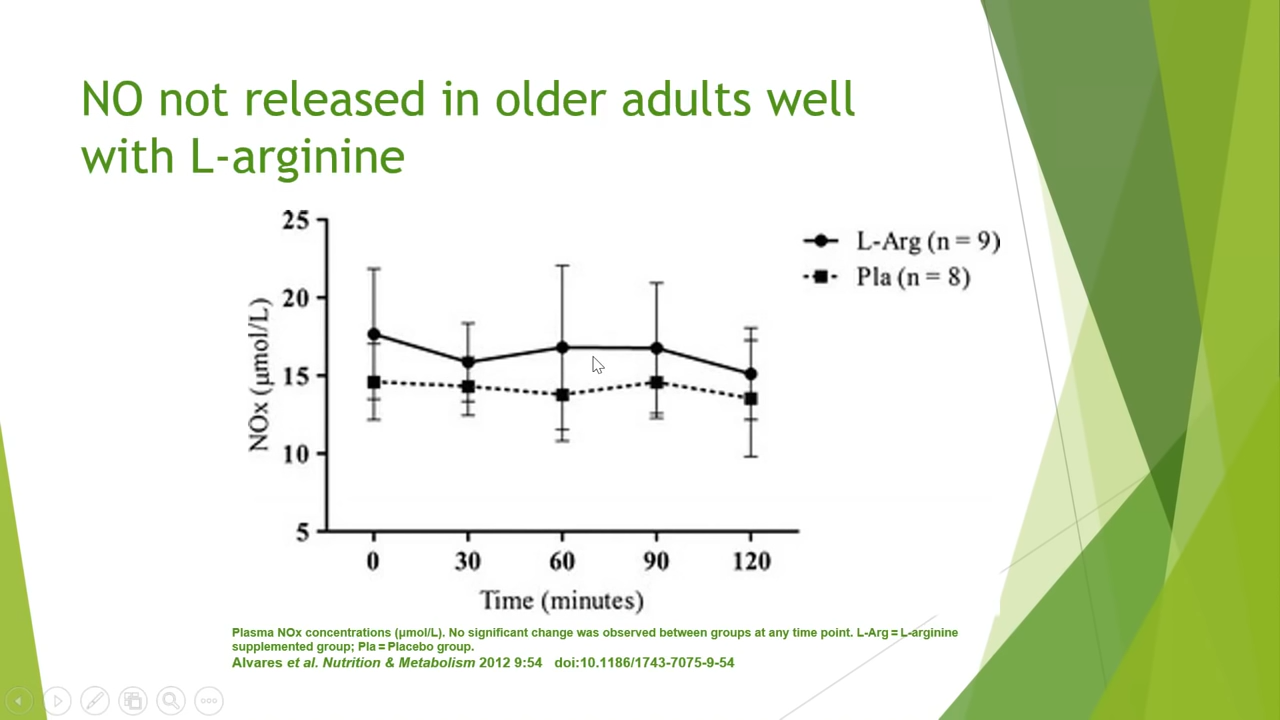 NO not released in older adults well
with L-arginine
25
20
15
10
5
NOx (μmol/L)
L-Arg (n = 9)
Pla (n = 8)
0 30 60 90 120
Time (minutes)
Plasma NOx concentrations (μmol/L). No significant change was observed between groups at any time point. L-Arg = L-arginine
supplemented group; Pla = Placebo group.
Alvares et al. Nutrition & Metabolism 2012 9:54 doi:10.1186/1743-7075-9-54